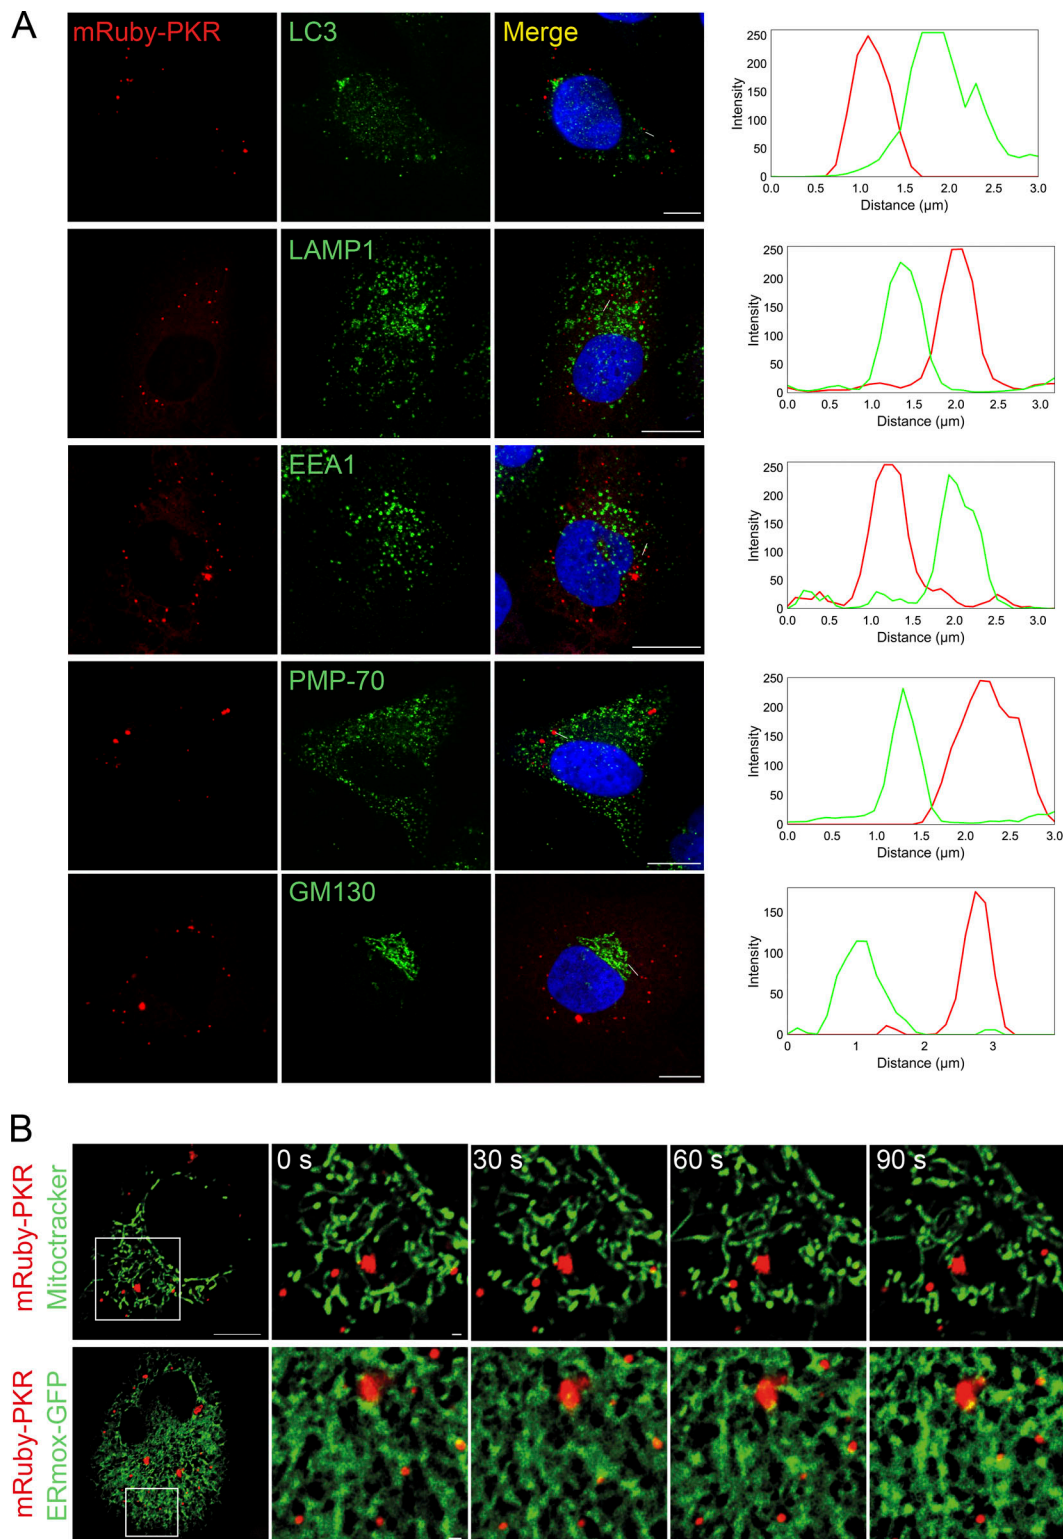 A
mRuby-PKR
LC3
Merge
250
200
150
100
50
0
Intensity
0.0 0.5 1.0 1.5 2.0 2.5 3.0
Distance (µm)
LAMP1
250
200
150
100
50
0
Intensity
0.0 0.5 1.0 1.5 2.0 2.5 3.0
Distance (µm)
EEA1
250
200
150
100
50
0
Intensity
0.0 0.5 1.0 1.5 2.0 2.5 3.0
Distance (µm)
PMP-70
250
200
150
100
50
0
Intensity
0.0 0.5 1.0 1.5 2.0 2.5 3.0
Distance (µm)
GM130
150
100
50
0
Intensity
0 1 2 3
Distance (µm)
B
mRuby-PKR
Mitoctracker
0 s
30 s
60 s
90 s
mRuby-PKR
ERmox-GFP